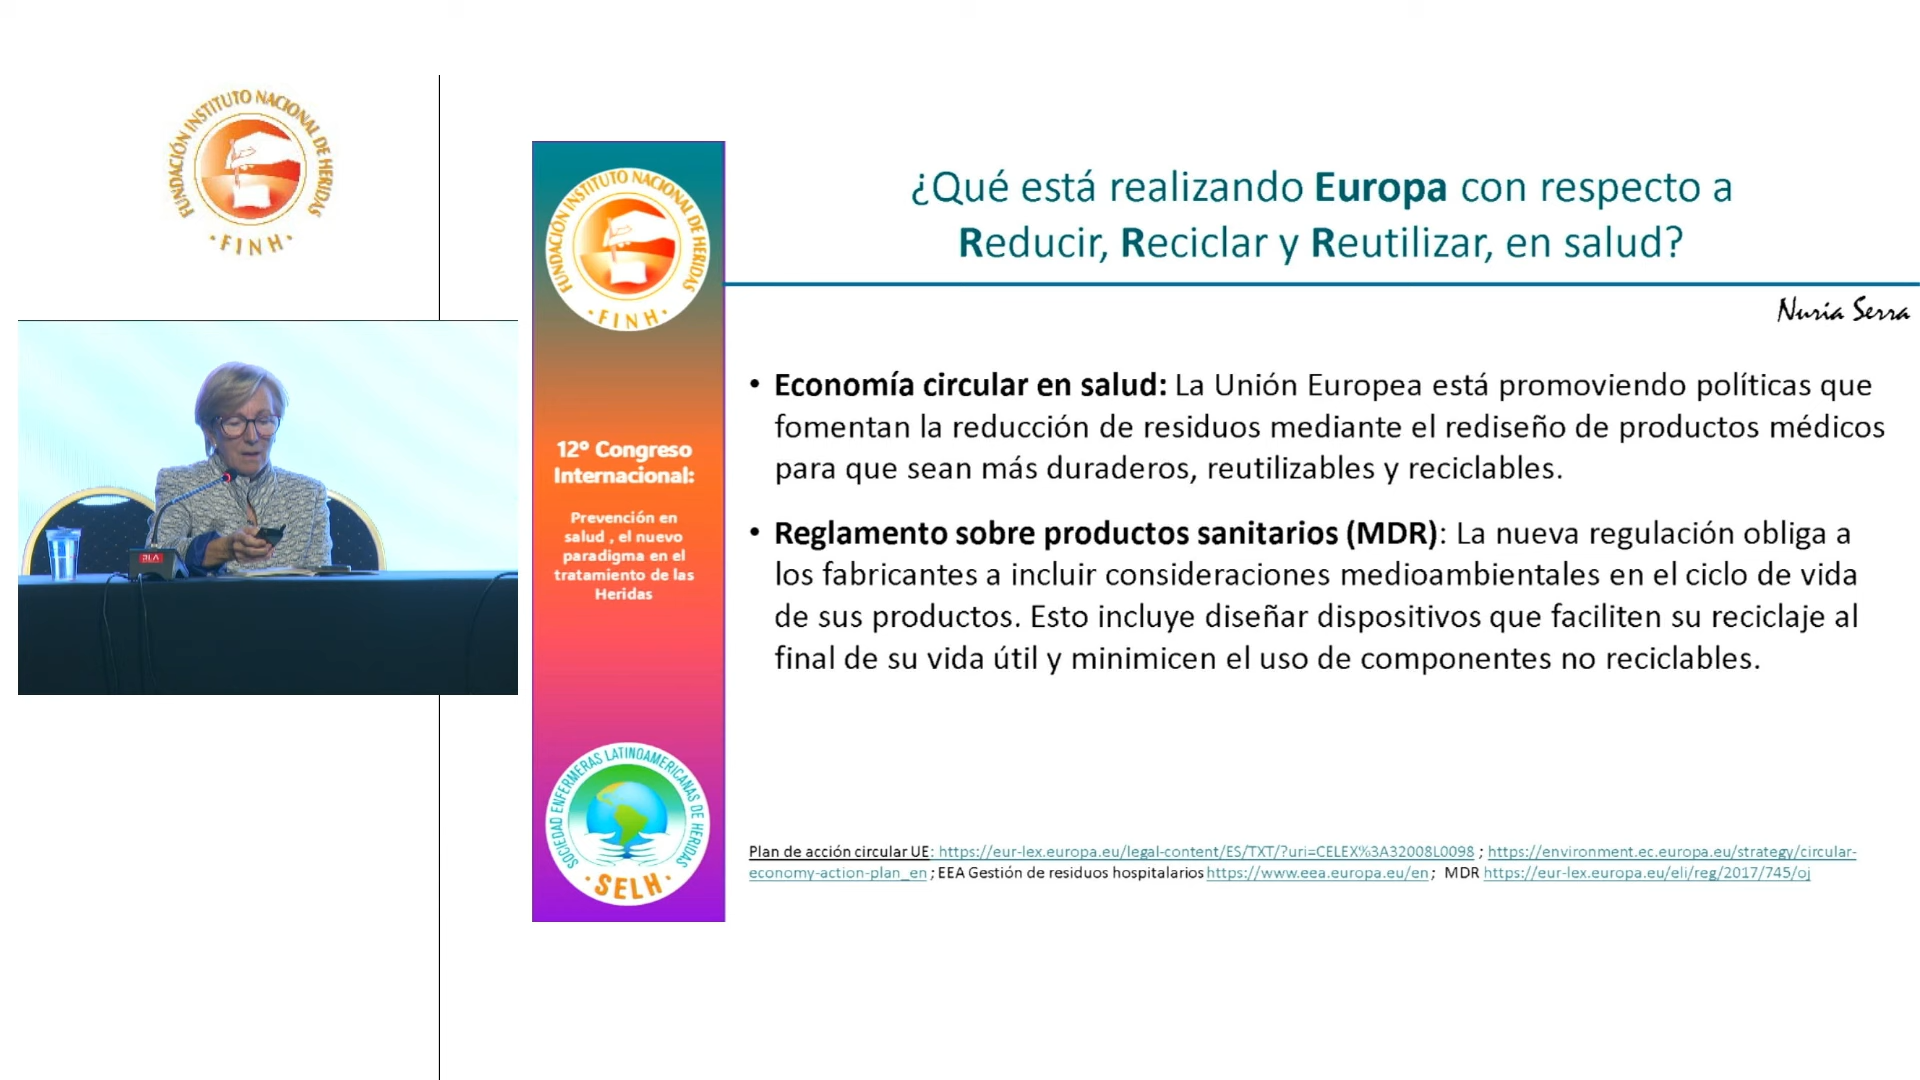 FUNDACIÓN INSTITUTO NACIONAL DE HERIDAS
· FINH ·
FUNDACIÓN INSTITUTO NACIONAL DE HERIDAS
· FINH ·
12º Congreso
Internacional:
Prevención en
salud , el nuevo
paradigma en el
tratamiento de las
Heridas
SOCIEDAD ENFERMERAS LATINOAMERICANAS DE HERIDAS
· SELH ·
¿Qué está realizando Europa con respecto a
Reducir, Reciclar y Reutilizar, en salud?
Nuria Serra
• Economía circular en salud: La Unión Europea está promoviendo políticas que
fomentan la reducción de residuos mediante el rediseño de productos médicos
para que sean más duraderos, reutilizables y reciclables.
• Reglamento sobre productos sanitarios (MDR): La nueva regulación obliga a
los fabricantes a incluir consideraciones medioambientales en el ciclo de vida
de sus productos. Esto incluye diseñar dispositivos que faciliten su reciclaje al
final de su vida útil y minimicen el uso de componentes no reciclables.
Plan de acción circular UE: https://eur-lex.europa.eu/legal-content/ES/TXT/?uri=CELEX%3A32008L0098 ; https://environment.ec.europa.eu/strategy/circular-
economy-action-plan_en ; EEA Gestión de residuos hospitalarios https://www.eea.europa.eu/en ; MDR https://eur-lex.europa.eu/eli/reg/2017/745/oj